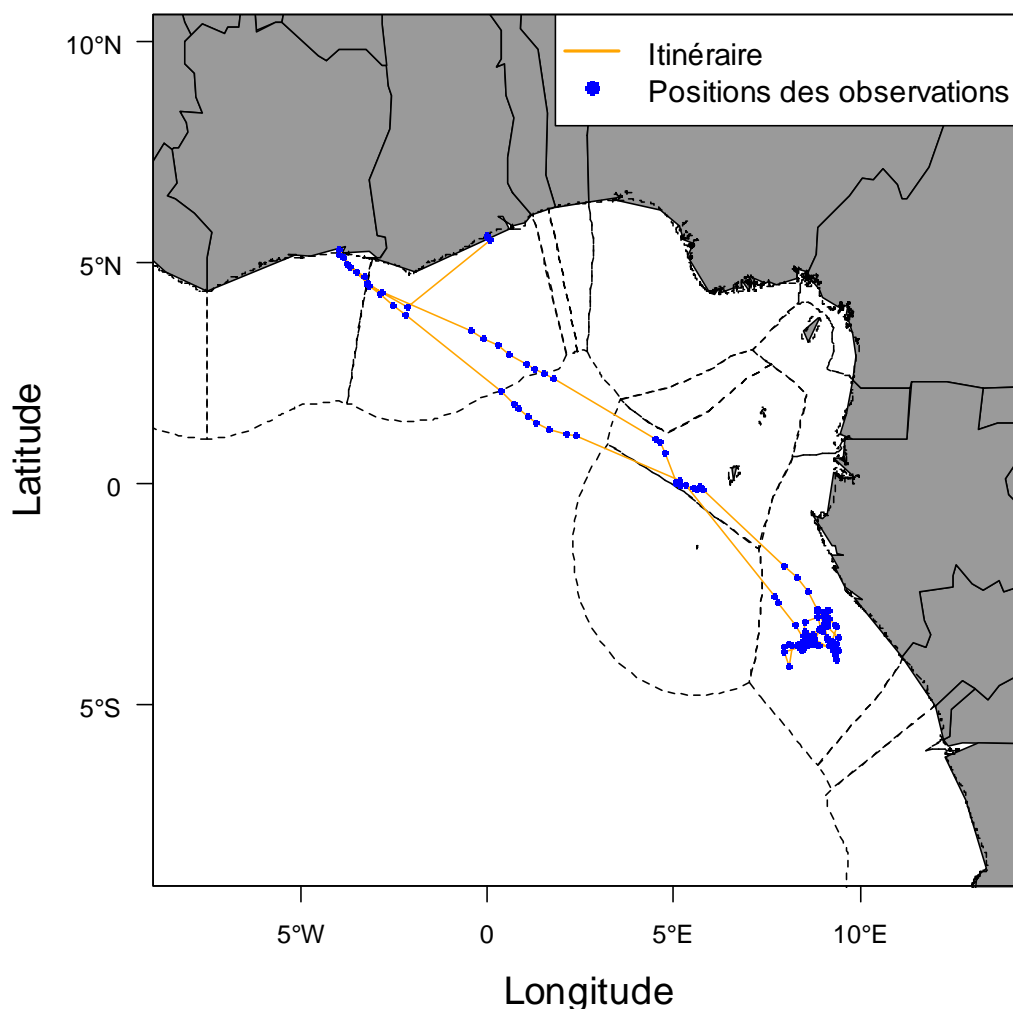 Itinéraire
Positions des observations
10°N
5°N
0
5°S
Latitude
5°W
0
5°E
10°E
Longitude